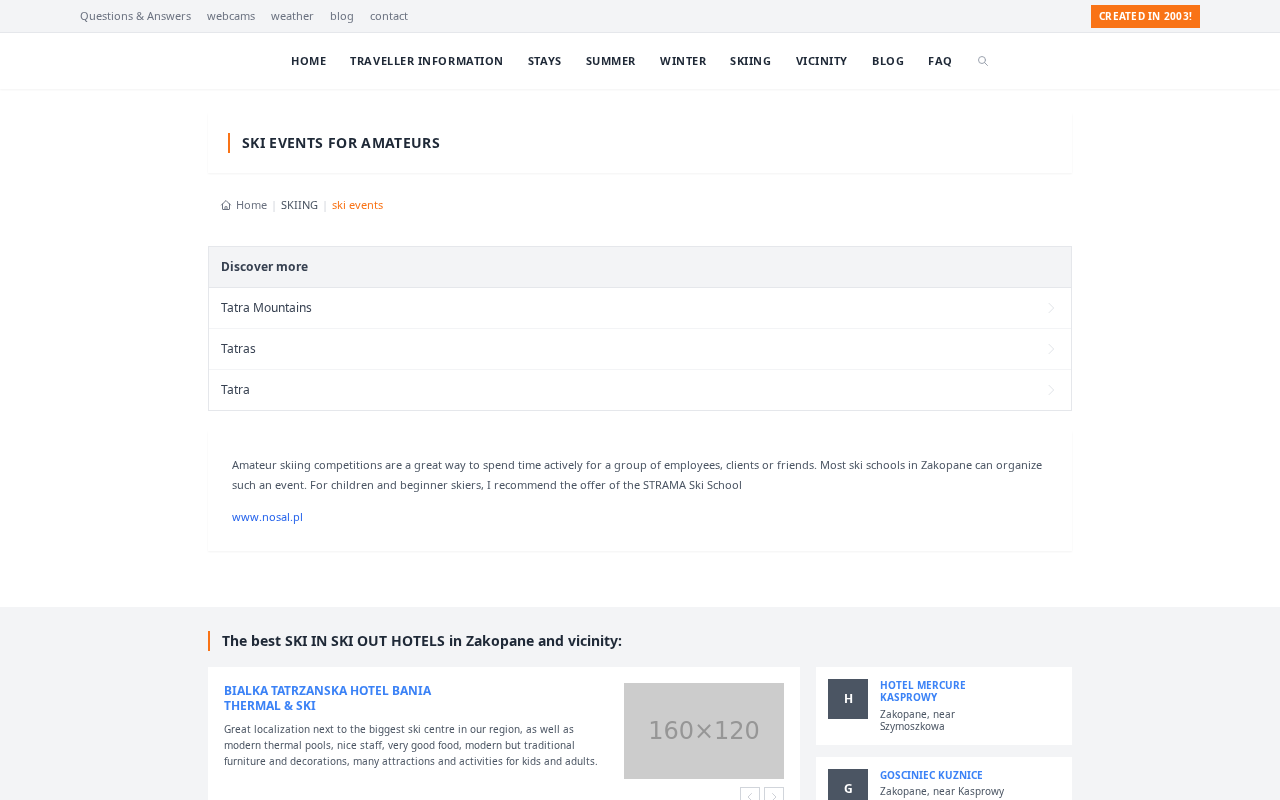 Questions & Answers webcams weather blog contact CREATED IN 2003!
HOME TRAVELLER INFORMATION STAYS SUMMER WINTER SKIING VICINITY BLOG FAQ
SKI EVENTS FOR AMATEURS
Home | SKIING | ski events
Discover more
Tatra Mountains
Tatras
Tatra
Amateur skiing competitions are a great way to spend time actively for a group of employees, clients or friends. Most ski schools in Zakopane can organize
such an event. For children and beginner skiers, I recommend the offer of the STRAMA Ski School
www.nosal.pl
The best SKI IN SKI OUT HOTELS in Zakopane and vicinity:
BIALKA TATRZANSKA HOTEL BANIA
THERMAL & SKI
Great localization next to the biggest ski centre in our region, as well as
modern thermal pools, nice staff, very good food, modern but traditional
furniture and decorations, many attractions and activities for kids and adults.
160×120
H
HOTEL MERCURE
KASPROWY
Zakopane, near
Szymoszkowa
G
GOSCINIEC KUZNICE
Zakopane, near Kasprowy